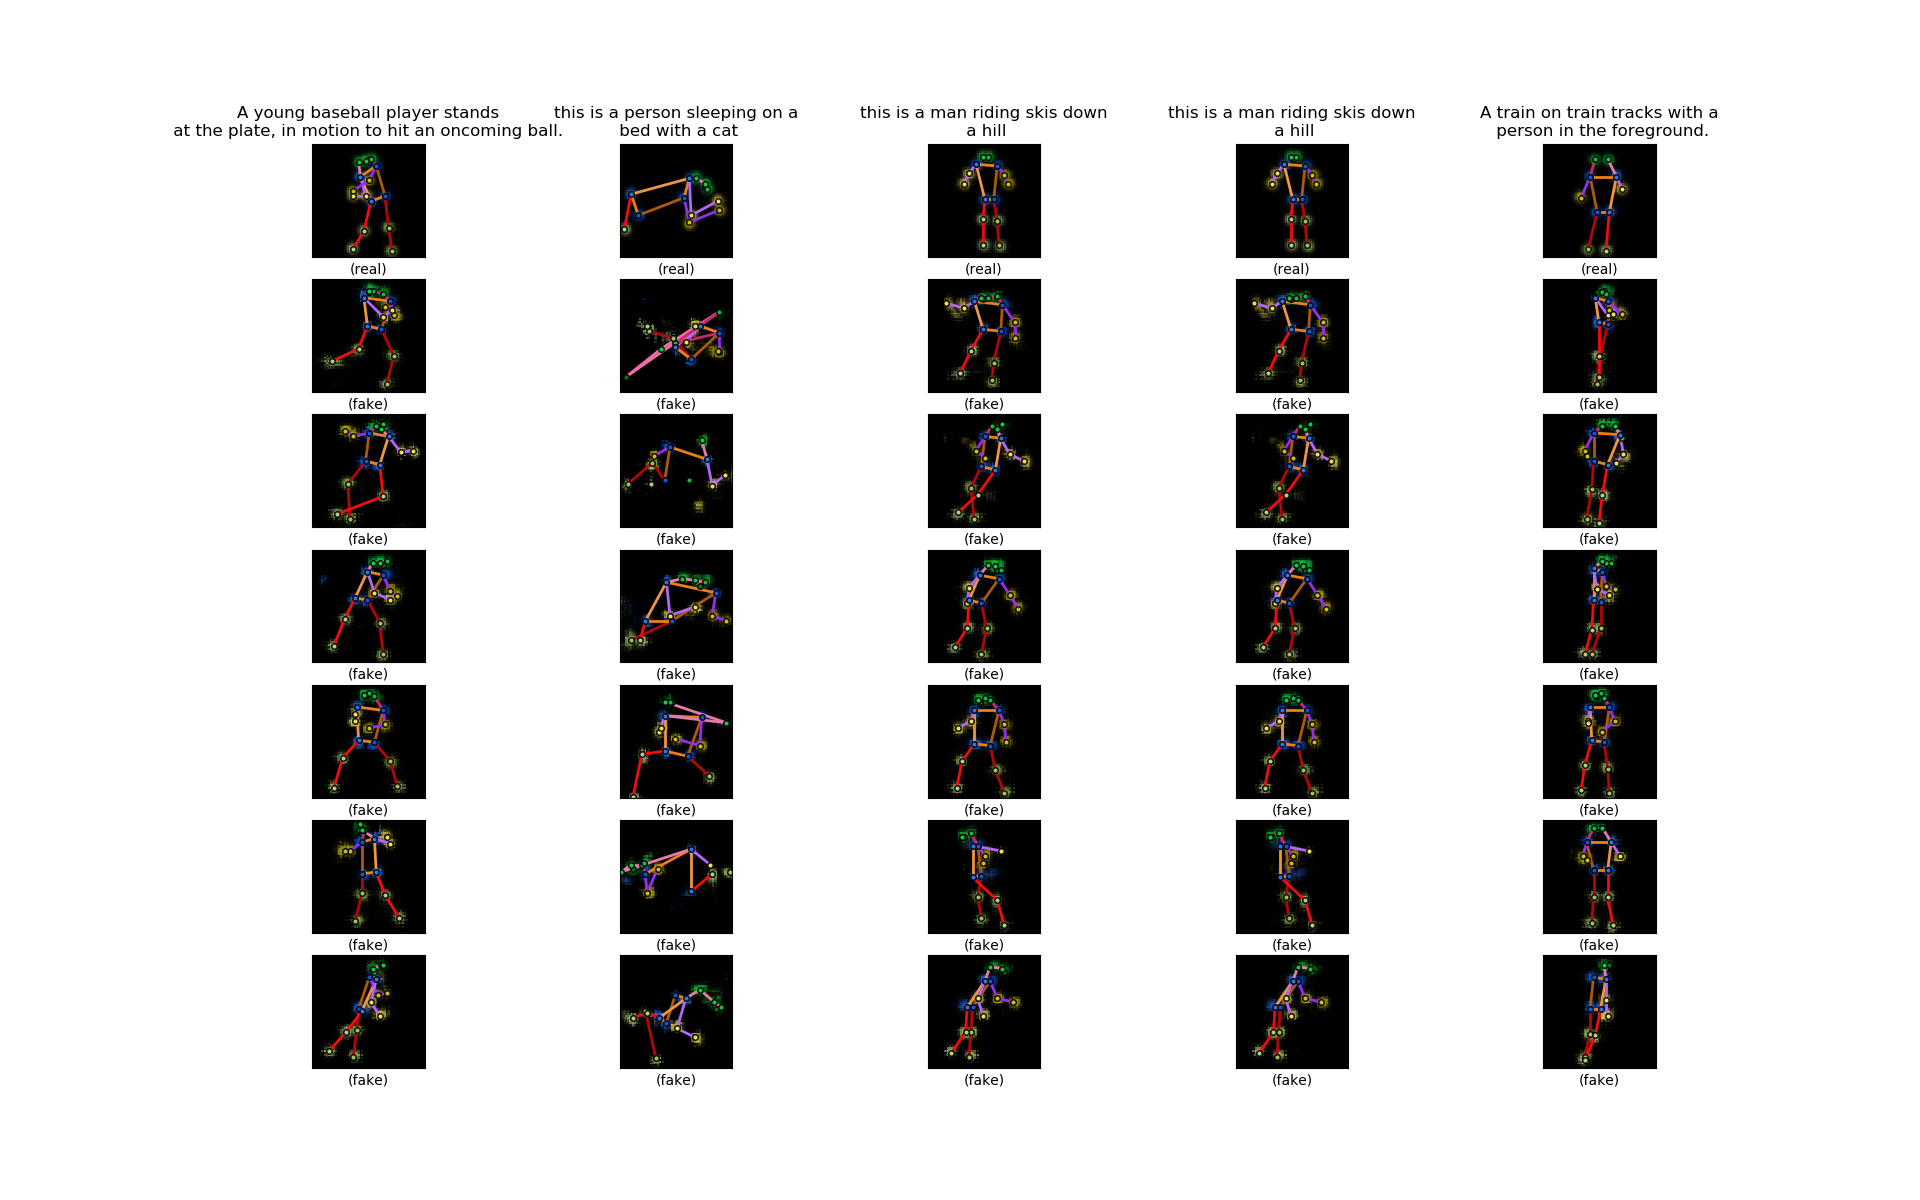 A young baseball player stands
at the plate, in motion to hit an oncoming ball.
this is a person sleeping on a
bed with a cat
this is a man riding skis down
a hill
this is a man riding skis down
a hill
A train on train tracks with a
person in the foreground.
(real) (real) (real) (real) (real)
(fake) (fake) (fake) (fake) (fake)
(fake) (fake) (fake) (fake) (fake)
(fake) (fake) (fake) (fake) (fake)
(fake) (fake) (fake) (fake) (fake)
(fake) (fake) (fake) (fake) (fake)
(fake) (fake) (fake) (fake) (fake)